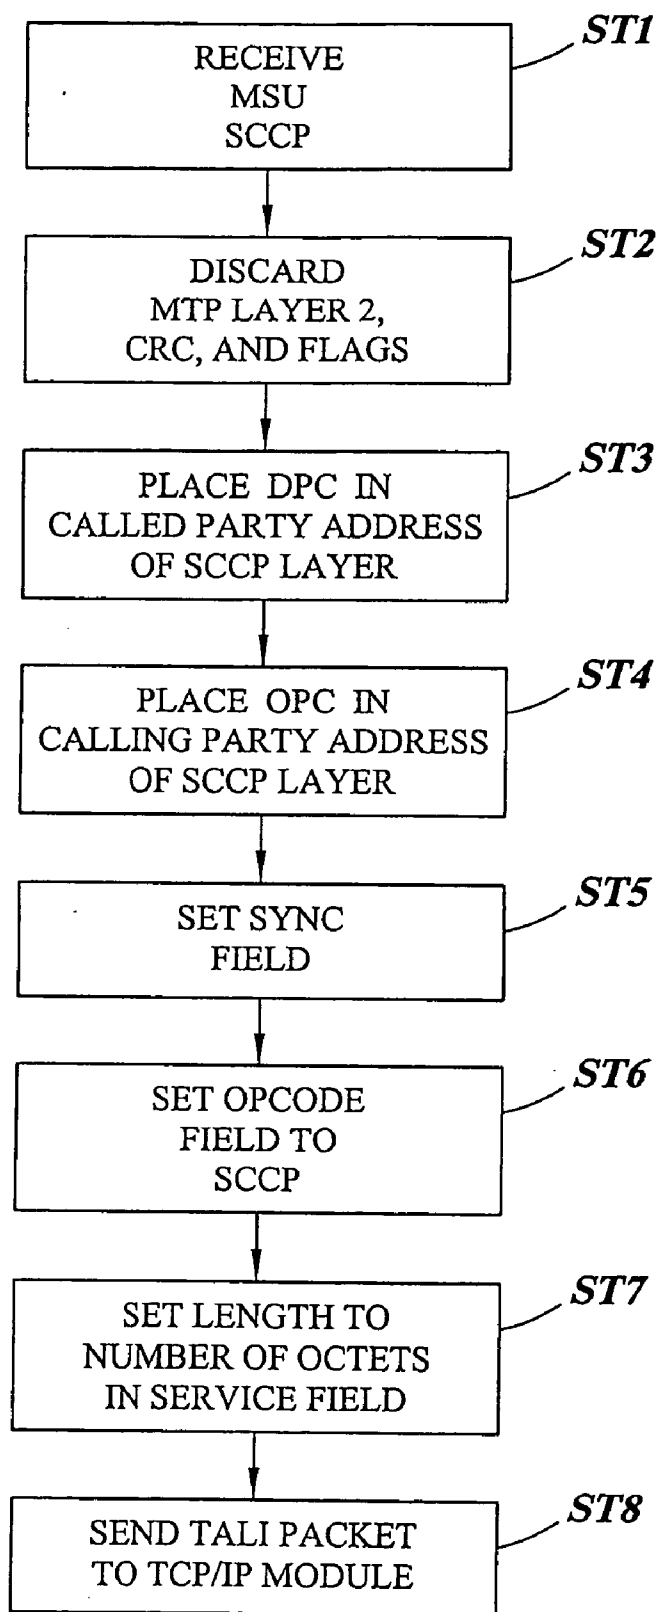 ST1
RECEIVE
MSU
SCCP
ST2
DISCARD
MTP LAYER 2,
CRC, AND FLAGS
ST3
PLACE DPC IN
CALLED PARTY ADDRESS
OF SCCP LAYER
ST4
PLACE OPC IN
CALLING PARTY ADDRESS
OF SCCP LAYER
ST5
SET SYNC
FIELD
ST6
SET OPCODE
FIELD TO
SCCP
ST7
SET LENGTH TO
NUMBER OF OCTETS
IN SERVICE FIELD
ST8
SEND TALI PACKET
TO TCP/IP MODULE